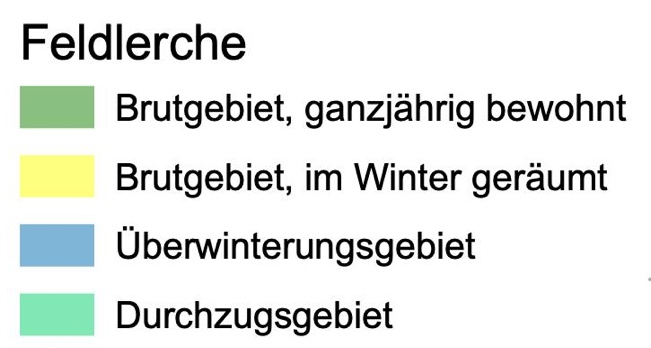 Feldlerche
Brutgebiet, ganzjährig bewohnt
Brutgebiet, im Winter geräumt
Überwinterungsgebiet
Durchzugsgebiet